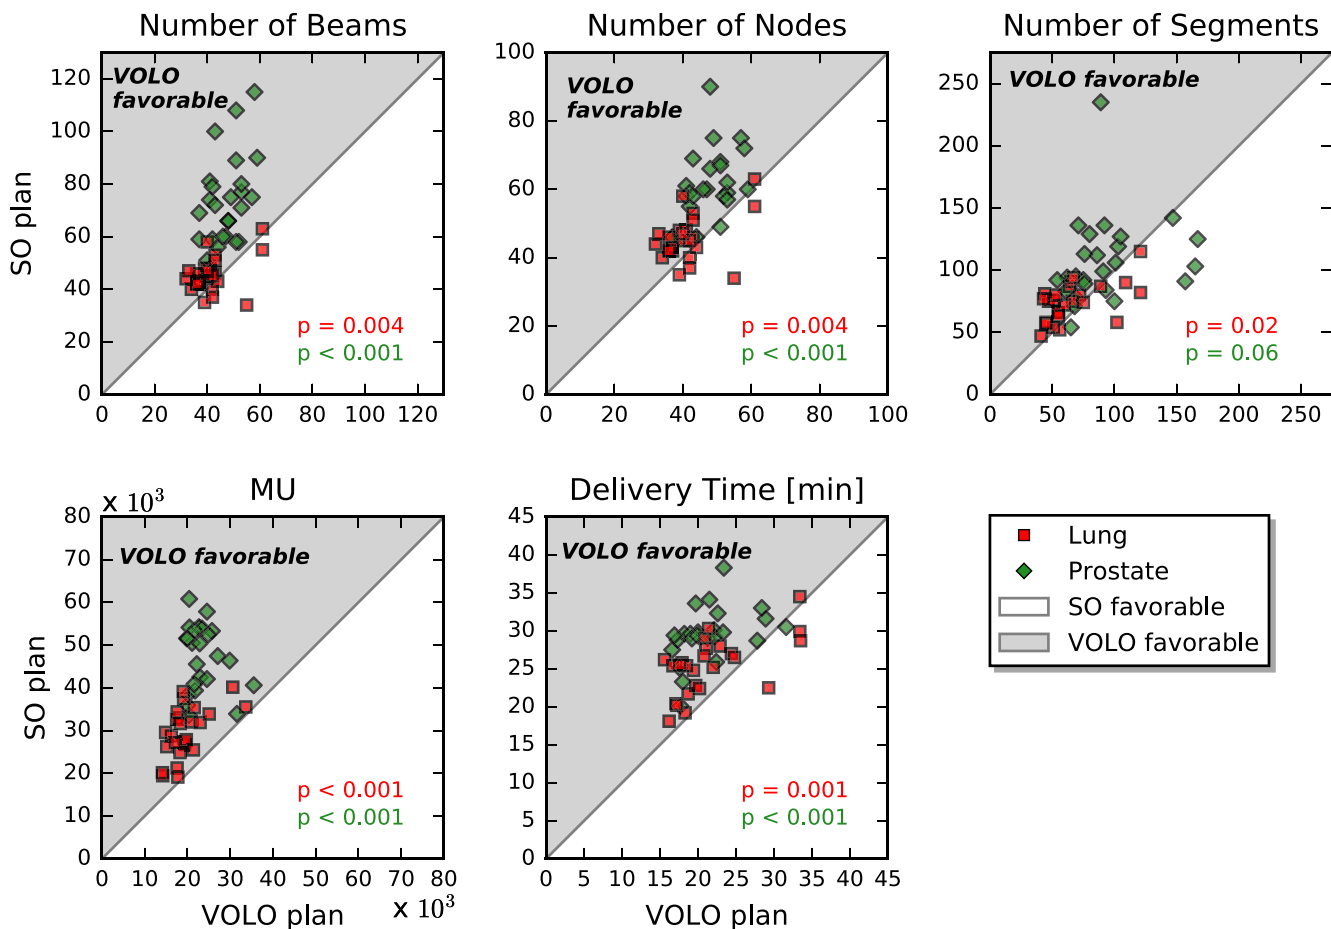 Number of Beams
Number of Nodes
Number of Segments
VOLO
favorable
VOLO
favorable
VOLO favorable
SO plan
120
100
80
60
40
20
0
100
80
60
40
20
0
250
200
150
100
50
0
p = 0.004
p < 0.001
p = 0.004
p < 0.001
p = 0.02
p = 0.06
0 20 40 60 80 100 120
0 20 40 60 80 100
0 50 100 150 200 250
x 10³
MU
Delivery Time [min]
VOLO favorable
VOLO favorable
SO plan
80
70
60
50
40
30
20
10
0
45
40
35
30
25
20
15
10
5
0
p < 0.001
p < 0.001
p = 0.001
p < 0.001
0 10 20 30 40 50 60 70 80
0 5 10 15 20 25 30 35 40 45
VOLO plan
x 10³
VOLO plan
Lung
Prostate
SO favorable
VOLO favorable